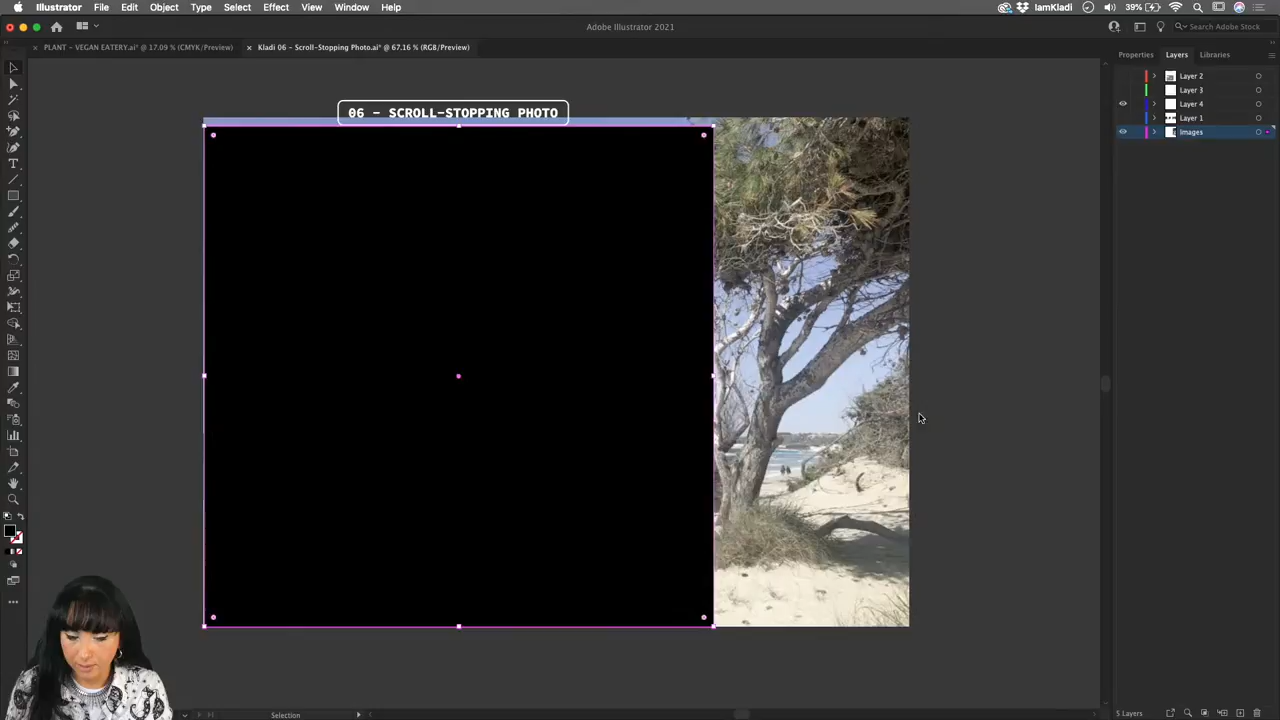 Illustrator File Edit Object Type Select Effect View Window Help
IamKladi 39%
Adobe Illustrator 2021
Search Adobe Stock
PLANT - VEGAN EATERY.ai* @ 17.09 % (CMYK/Preview)
Kladi 06 - Scroll-Stopping Photo.ai* @ 67.16 % (RGB/Preview)
Properties Layers Libraries
06 - SCROLL-STOPPING PHOTO
Layer 2
Layer 3
Layer 4
Layer 1
Images
Selection
5 Layers